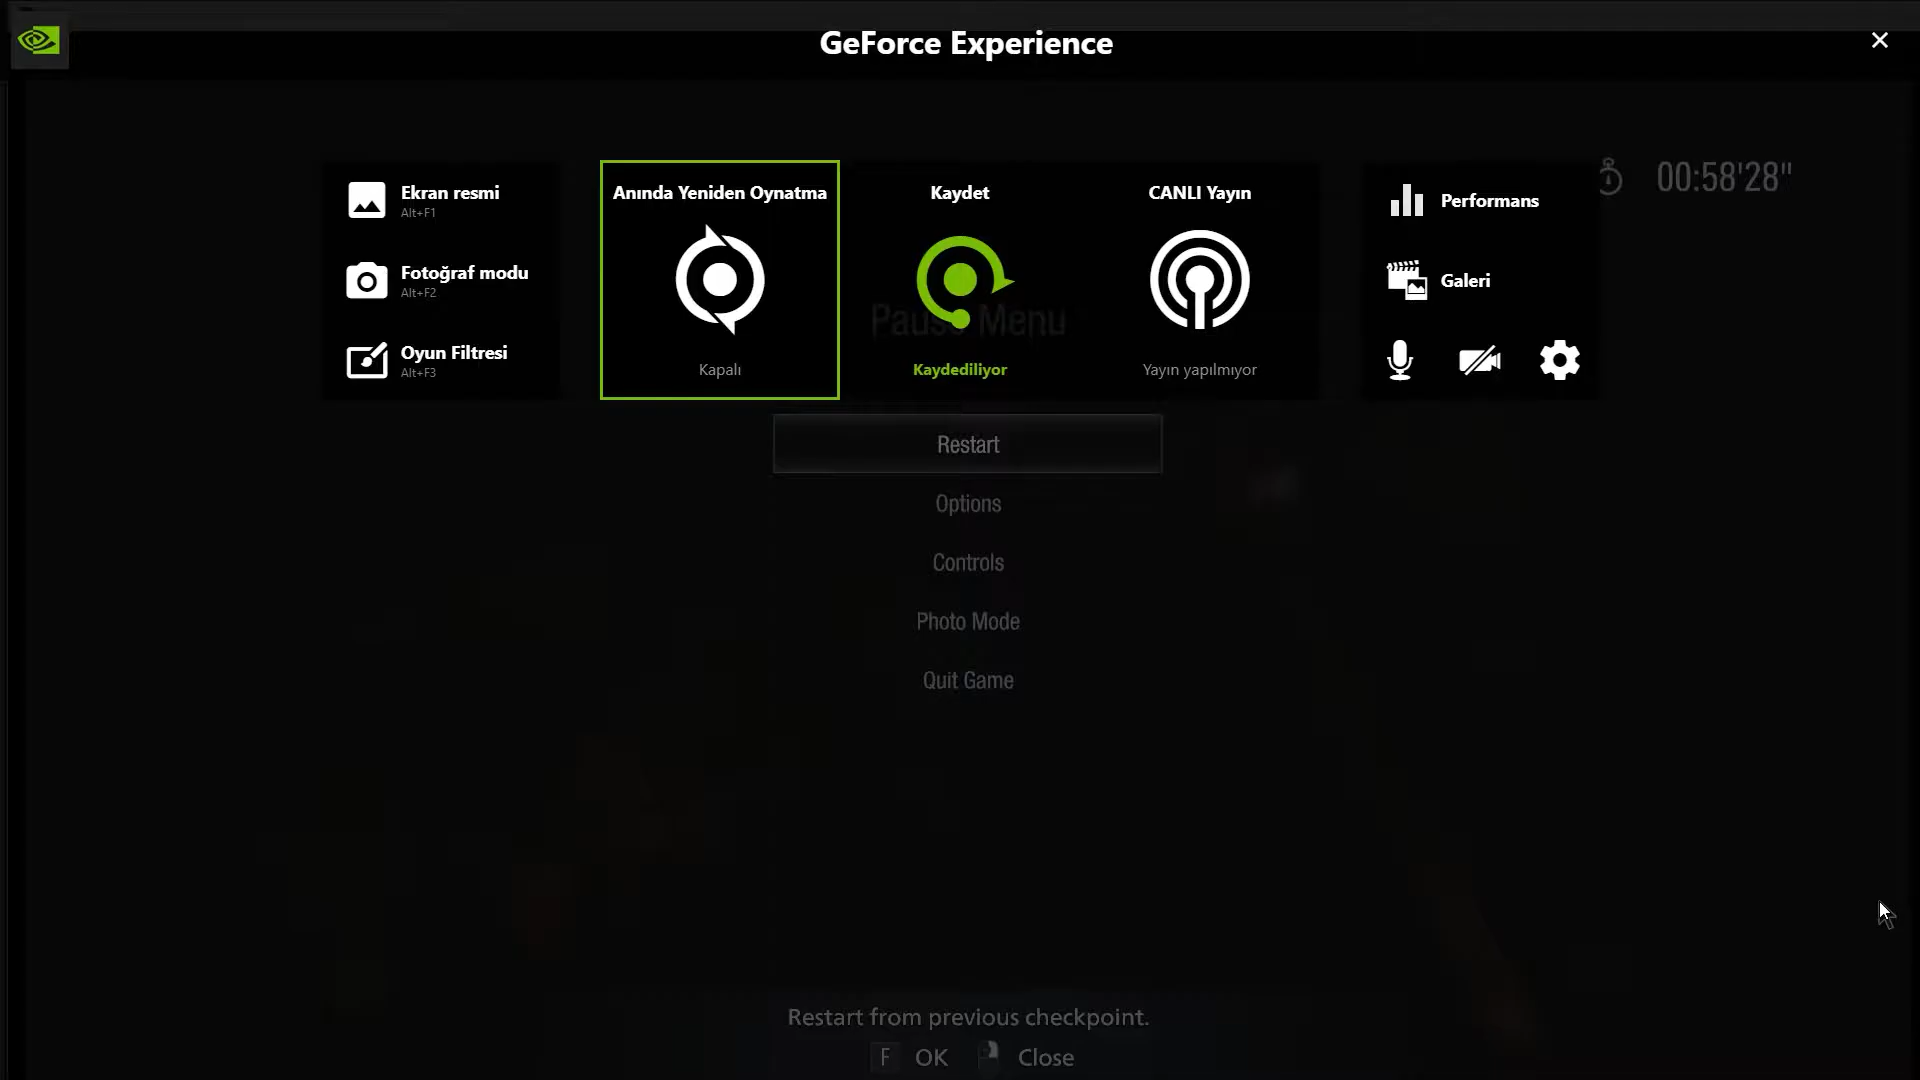 GeForce Experience
Ekran resmi
Alt+F1
Fotoğraf modu
Alt+F2
Oyun Filtresi
Alt+F3
Anında Yeniden Oynatma
Kapalı
Kaydet
Kaydediliyor
CANLI Yayın
Yayın yapılmıyor
Performans
Galeri
00:58'28"
Pause Menu
Restart
Options
Controls
Photo Mode
Quit Game
Restart from previous checkpoint.
F OK Close